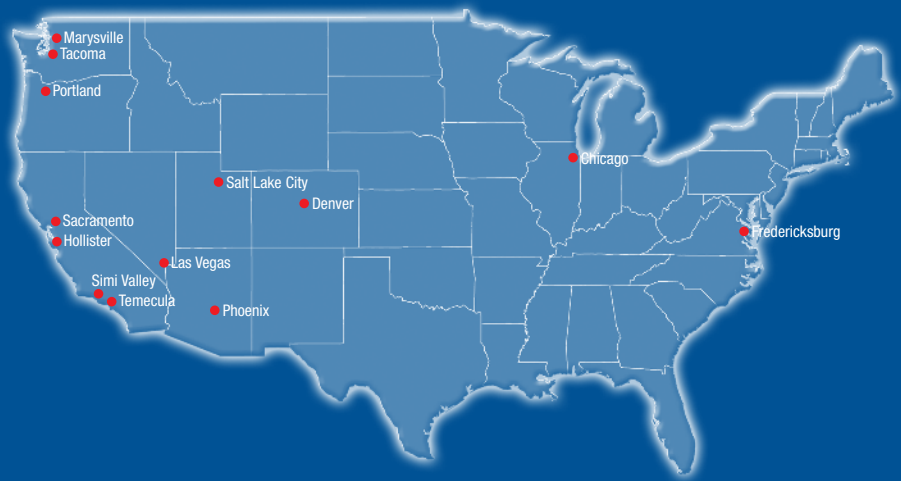 Marysville
Tacoma
Portland
Chicago
Salt Lake City
Denver
Sacramento
Fredericksburg
Hollister
Las Vegas
Simi Valley
Temecula
Phoenix